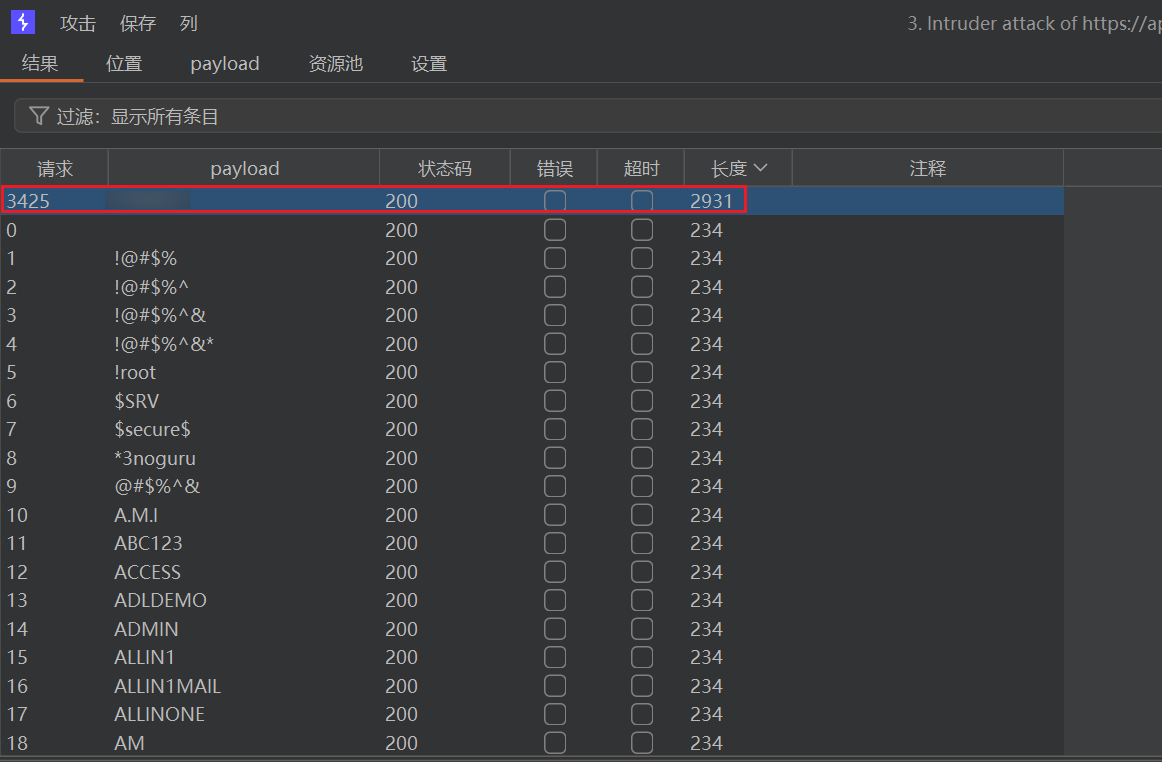 攻击 保存 列 3. Intruder attack of https://ap
结果 位置 payload 资源池 设置
过滤：显示所有条目
请求 payload 状态码 错误 超时 长度 注释
3425 200 2931
0 200 234
1 !@#$% 200 234
2 !@#$%^ 200 234
3 !@#$%^& 200 234
4 !@#$%^&* 200 234
5 !root 200 234
6 $SRV 200 234
7 $secure$ 200 234
8 *3noguru 200 234
9 @#$%^& 200 234
10 A.M.I 200 234
11 ABC123 200 234
12 ACCESS 200 234
13 ADLDEMO 200 234
14 ADMIN 200 234
15 ALLIN1 200 234
16 ALLIN1MAIL 200 234
17 ALLINONE 200 234
18 AM 200 234